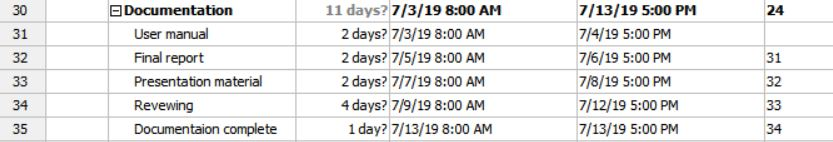 30 Documentation 11 days? 7/3/19 8:00 AM 7/13/19 5:00 PM 24
31 User manual 2 days? 7/3/19 8:00 AM 7/4/19 5:00 PM
32 Final report 2 days? 7/5/19 8:00 AM 7/6/19 5:00 PM 31
33 Presentation material 2 days? 7/7/19 8:00 AM 7/8/19 5:00 PM 32
34 Revewing 4 days? 7/9/19 8:00 AM 7/12/19 5:00 PM 33
35 Documentaion complete 1 day? 7/13/19 8:00 AM 7/13/19 5:00 PM 34